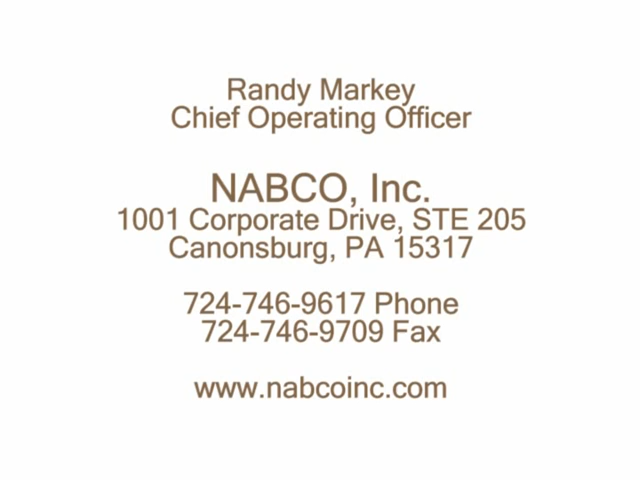 Randy Markey
Chief Operating Officer
NABCO, Inc.
1001 Corporate Drive, STE 205
Canonsburg, PA 15317
724-746-9617 Phone
724-746-9709 Fax
www.nabcoinc.com